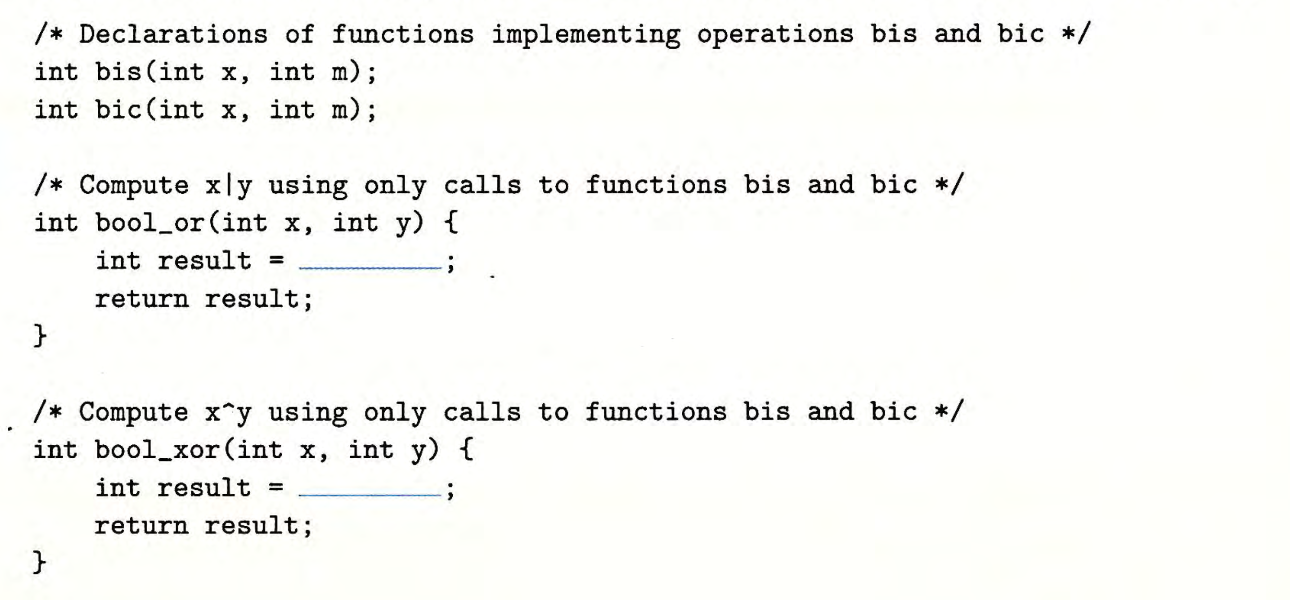 /* Declarations of functions implementing operations bis and bic */
int bis(int x, int m);
int bic(int x, int m);
/* Compute x|y using only calls to functions bis and bic */
int bool_or(int x, int y) {
    int result = __________;
    return result;
}
/* Compute x^y using only calls to functions bis and bic */
int bool_xor(int x, int y) {
    int result = __________;
    return result;
}